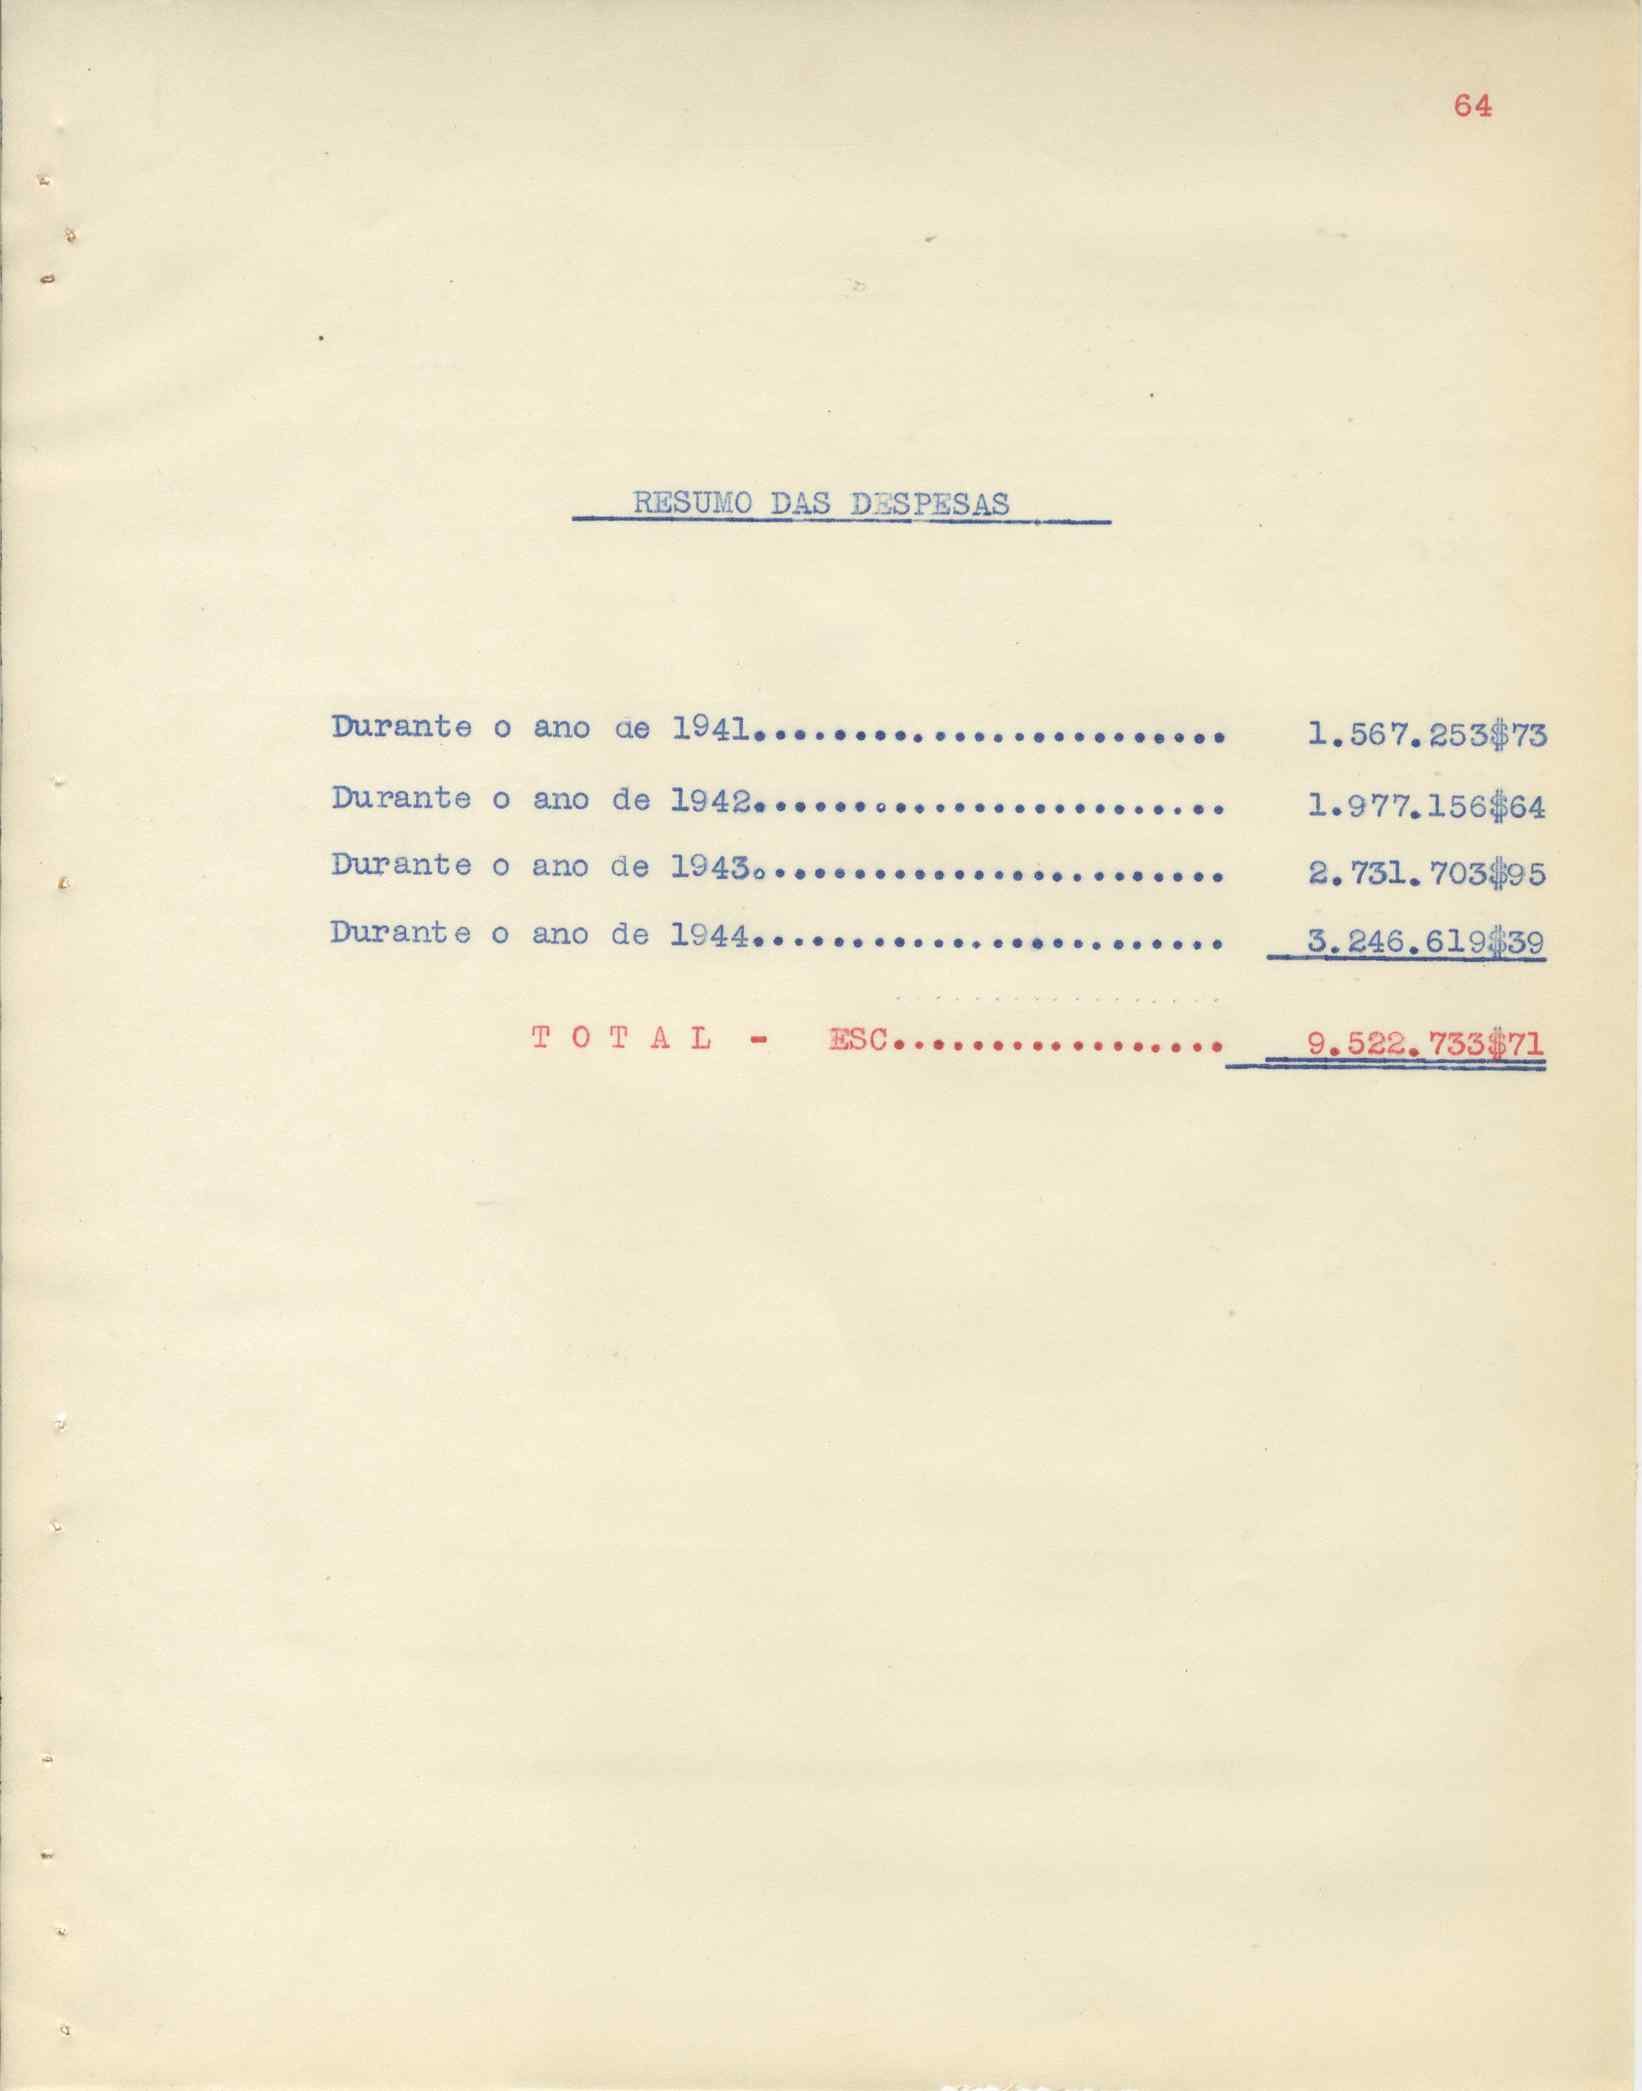 64
RESUMO DAS DESPESAS
Durante o ano de 1941........................ 1.567.253$73
Durante o ano de 1942........................ 1.977.156$64
Durante o ano de 1943........................ 2.731.703$95
Durante o ano de 1944........................ 3.246.619$39
T O T A L - ESC................. 9.522.733$71